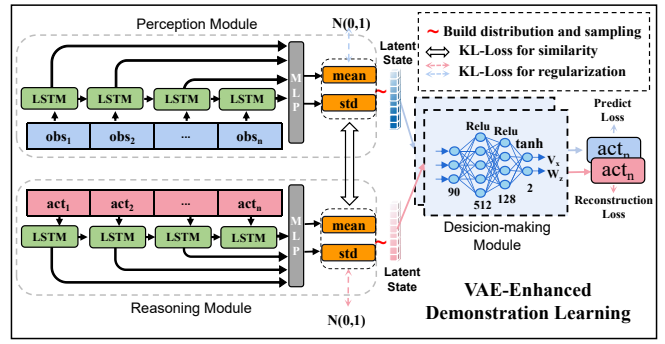 Perception Module
N(0,1)
Latent
State
~ Build distribution and sampling
KL-Loss for similarity
KL-Loss for regularization
M
L
P
mean
std
LSTM
LSTM
LSTM
LSTM
obs1
obs2
...
obsn
Relu
Relu
tanh
Vx
Wz
90
512
128
2
Predict
Loss
actn
actn
Reconstruction
Loss
Desicion-making
Module
act1
act2
...
actn
LSTM
LSTM
LSTM
LSTM
M
L
P
mean
std
Latent
State
Reasoning Module
N(0,1)
VAE-Enhanced
Demonstration Learning